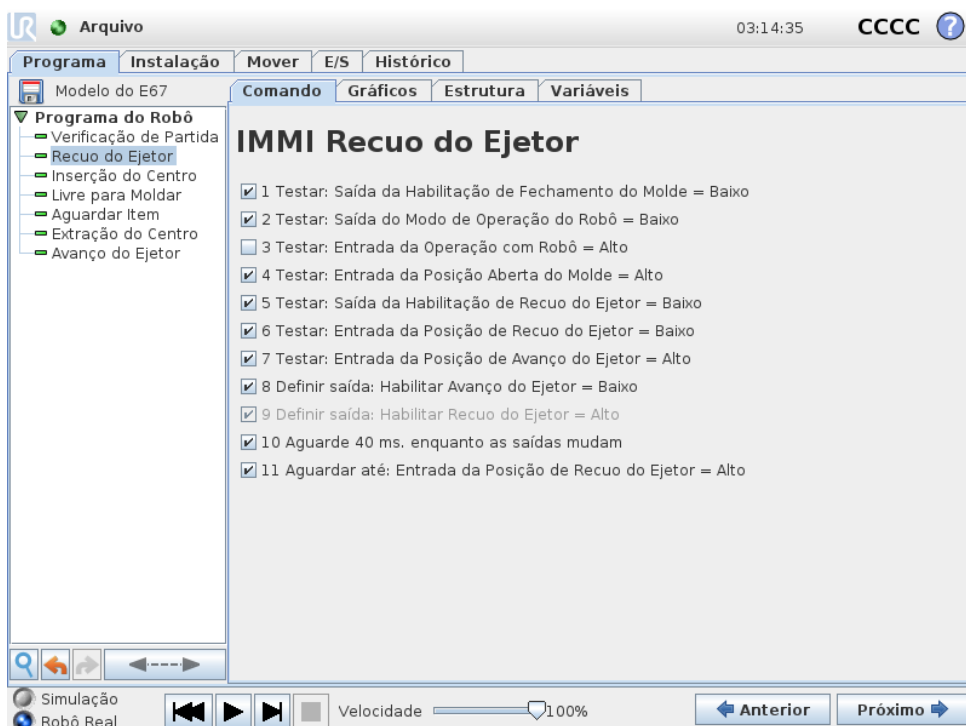 UR Arquivo 03:14:35 CCCC ?
Programa Instalação Mover E/S Histórico
Modelo do E67
Comando Gráficos Estrutura Variáveis
Programa do Robô
Verificação de Partida
Recuo do Ejetor
Inserção do Centro
Livre para Moldar
Aguardar Item
Extração do Centro
Avanço do Ejetor
IMMI Recuo do Ejetor
1 Testar: Saída da Habilitação de Fechamento do Molde = Baixo
2 Testar: Saída do Modo de Operação do Robô = Baixo
3 Testar: Entrada da Operação com Robô = Alto
4 Testar: Entrada da Posição Aberta do Molde = Alto
5 Testar: Saída da Habilitação de Recuo do Ejetor = Baixo
6 Testar: Entrada da Posição de Recuo do Ejetor = Baixo
7 Testar: Entrada da Posição de Avanço do Ejetor = Alto
8 Definir saída: Habilitar Avanço do Ejetor = Baixo
9 Definir saída: Habilitar Recuo do Ejetor = Alto
10 Aguarde 40 ms. enquanto as saídas mudam
11 Aguardar até: Entrada da Posição de Recuo do Ejetor = Alto
Simulação
Robô Real
Velocidade 100%
Anterior Próximo